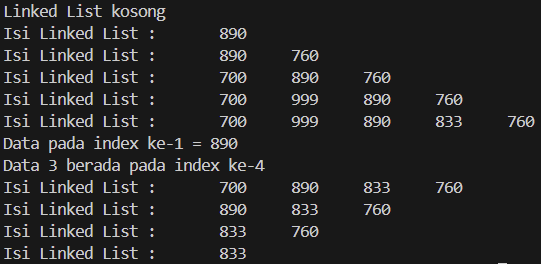 Linked List kosong
Isi Linked List : 890
Isi Linked List : 890 760
Isi Linked List : 700 890 760
Isi Linked List : 700 999 890 760
Isi Linked List : 700 999 890 833 760
Data pada index ke-1 = 890
Data 3 berada pada index ke-4
Isi Linked List : 700 890 833 760
Isi Linked List : 890 833 760
Isi Linked List : 833 760
Isi Linked List : 833